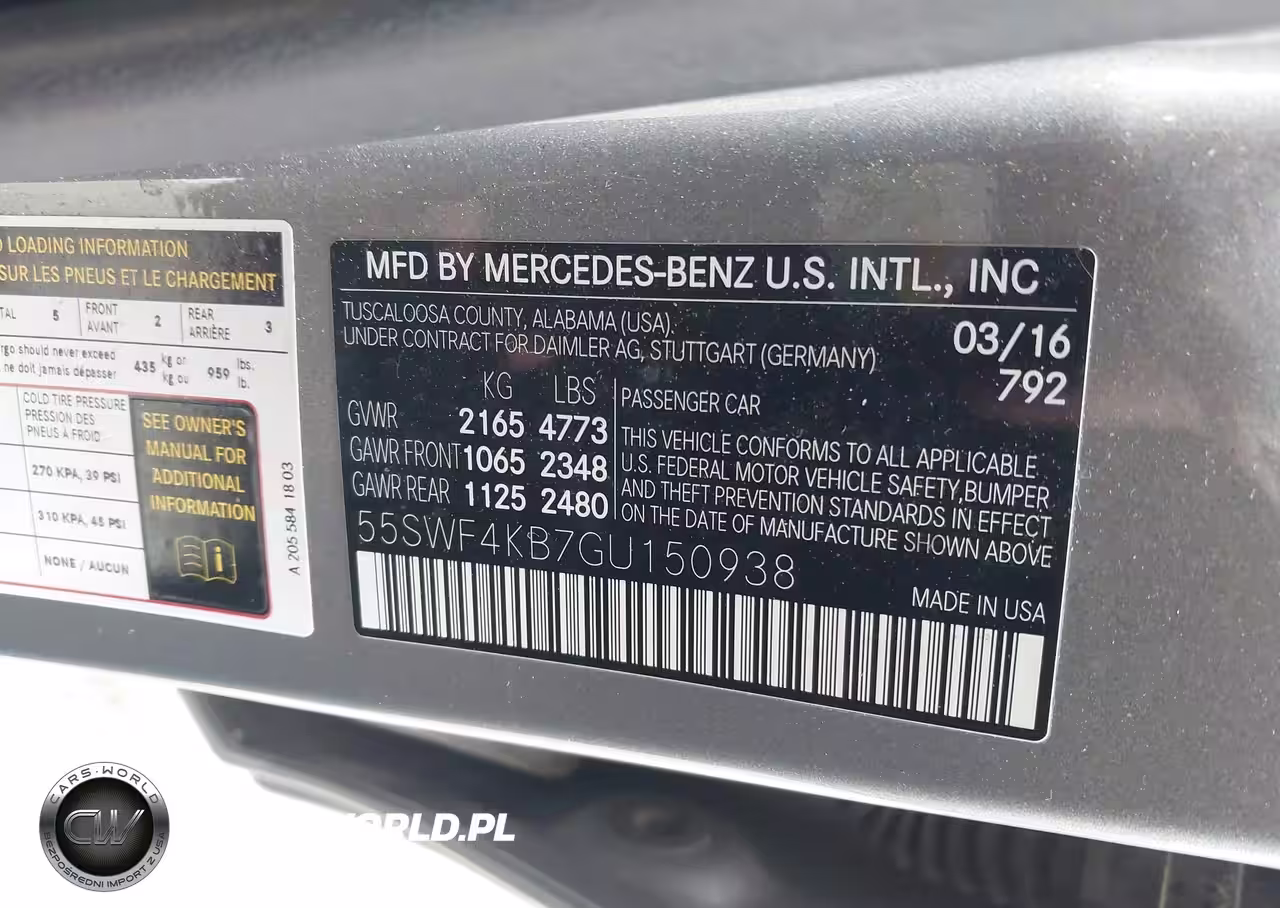 LOADING INFORMATION
SUR LES PNEUS ET LE CHARGEMENT
5
FRONT
AVANT
2
REAR
ARRIÈRE
3
should never exceed
ne doit jamais dépasser
435
kg or
kg ou
959
lbs.
lb.
COLD TIRE PRESSURE
PRESSION DES
PNEUS À FROID
270 KPA, 39 PSI
310 KPA, 45 PSI
NONE / AUCUN
SEE OWNER'S
MANUAL FOR
ADDITIONAL
INFORMATION
A 205 584 18 03
MFD BY MERCEDES-BENZ U.S. INTL., INC
TUSCALOOSA COUNTY, ALABAMA (USA),
UNDER CONTRACT FOR DAIMLER AG, STUTTGART (GERMANY)
03/16
792
KG LBS
GVWR 2165 4773
GAWR FRONT 1065 2348
GAWR REAR 1125 2480
PASSENGER CAR
THIS VEHICLE CONFORMS TO ALL APPLICABLE
U.S. FEDERAL MOTOR VEHICLE SAFETY,BUMPER
AND THEFT PREVENTION STANDARDS IN EFFECT
ON THE DATE OF MANUFACTURE SHOWN ABOVE
55SWF4KB7GU150938
MADE IN USA
CARS-WORLD
CW
BEZPOŚREDNI IMPORT Z USA
WORLD.PL